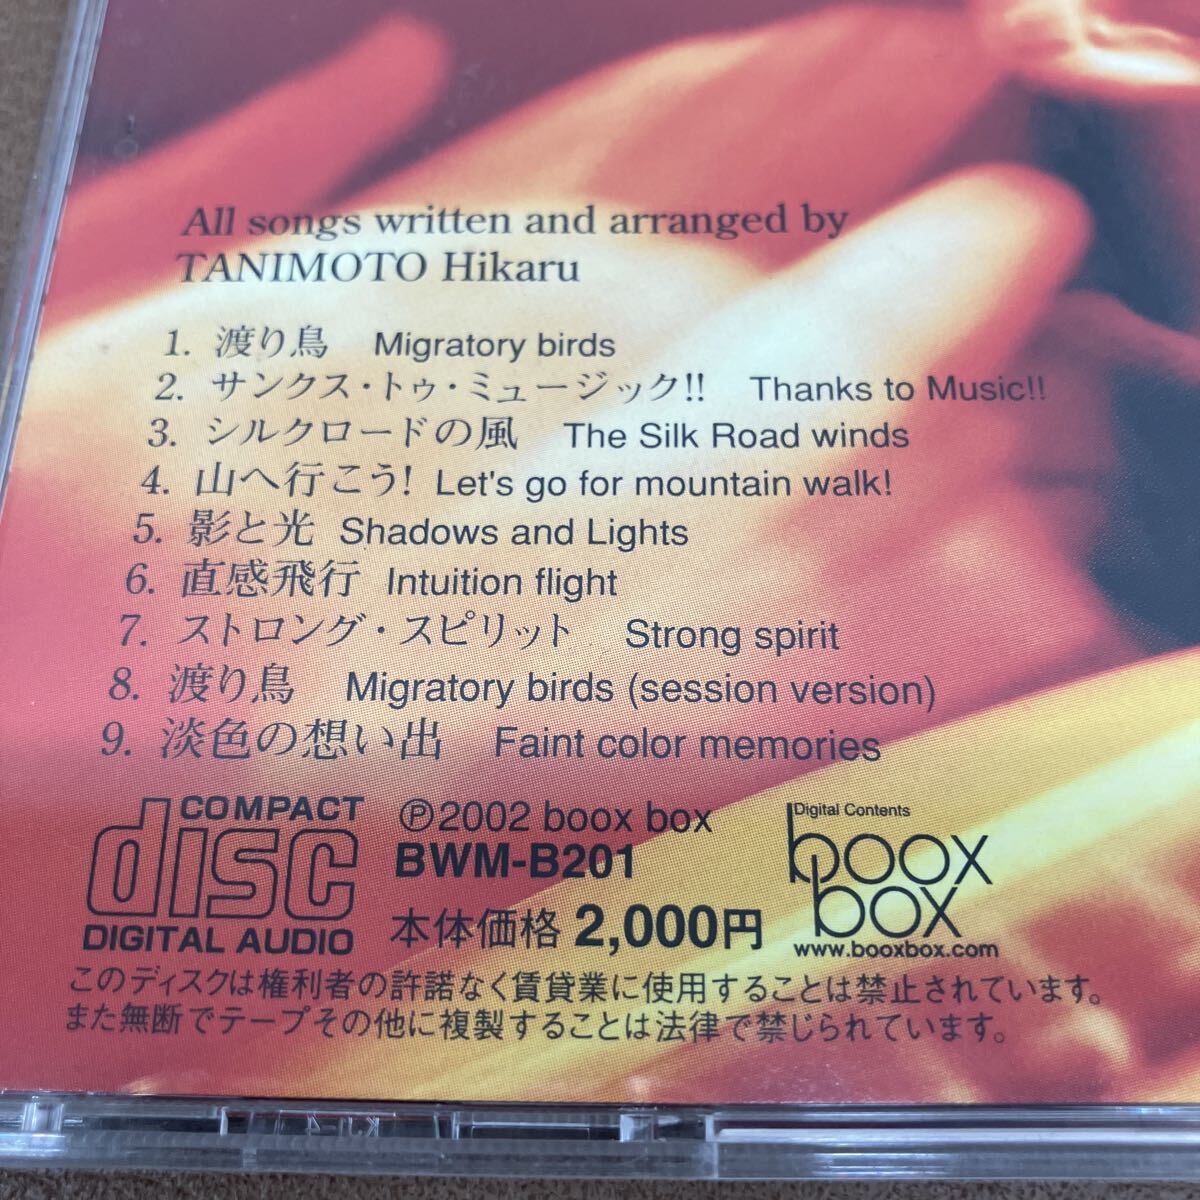 All songs written and arranged by
TANIMOTO Hikaru
1. 渡り鳥 Migratory birds
2. サンクス・トゥ・ミュージック!! Thanks to Music!!
3. シルクロードの風 The Silk Road winds
4. 山へ行こう! Let's go for mountain walk!
5. 影と光 Shadows and Lights
6. 直感飛行 Intuition flight
7. ストロング・スピリット Strong spirit
8. 渡り鳥 Migratory birds (session version)
9. 淡色の想い出 Faint color memories
COMPACT
disc
DIGITAL AUDIO
Ⓟ2002 boox box
BWM-B201
本体価格 2,000円
Digital Contents
boox
box
www.booxbox.com
このディスクは権利者の許諾なく賃貸業に使用することは禁止されています。
また無断でテープその他に複製することは法律で禁じられています。